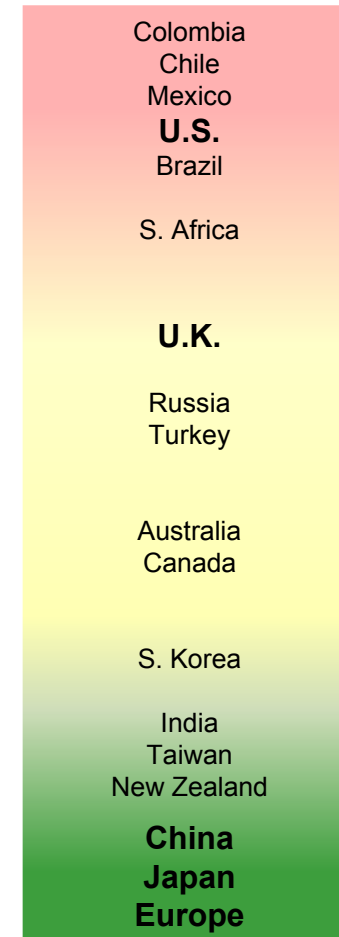 Colombia
Chile
Mexico
U.S.
Brazil
S. Africa
U.K.
Russia
Turkey
Australia
Canada
S. Korea
India
Taiwan
New Zealand
China
Japan
Europe